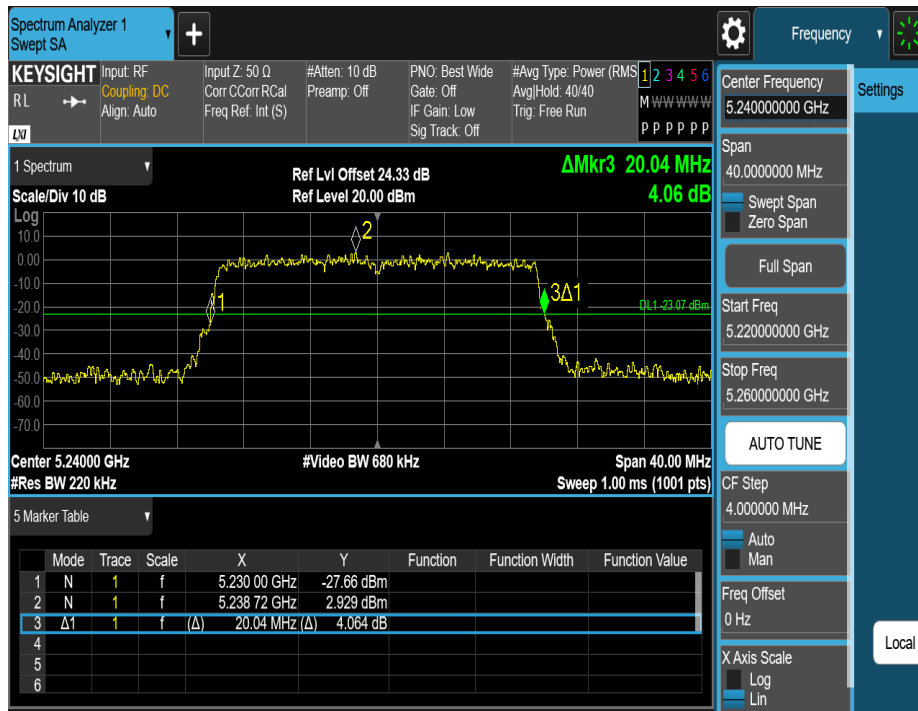 Spectrum Analyzer 1
Swept SA
+
Frequency
KEYSIGHT
R L
LXI
Input: RF
Coupling: DC
Align: Auto
Input Z: 50 Ω
Corr CCorr RCal
Freq Ref: Int (S)
#Atten: 10 dB
Preamp: Off
PNO: Best Wide
Gate: Off
IF Gain: Low
Sig Track: Off
#Avg Type: Power (RMS
Avg|Hold: 40/40
Trig: Free Run
1 2 3 4 5 6
M W W W W W
P P P P P P
1 Spectrum
Scale/Div 10 dB
Ref Lvl Offset 24.33 dB
Ref Level 20.00 dBm
ΔMkr3 20.04 MHz
4.06 dB
Log
10.0
0.00
-10.0
-20.0
-30.0
-40.0
-50.0
-60.0
-70.0
2
1
3Δ1
DL1 -23.07 dBm
Center 5.24000 GHz
#Video BW 680 kHz
Span 40.00 MHz
#Res BW 220 kHz
Sweep 1.00 ms (1001 pts)
5 Marker Table
Mode Trace Scale X Y Function Function Width Function Value
1 N 1 f 5.230 00 GHz -27.66 dBm
2 N 1 f 5.238 72 GHz 2.929 dBm
3 Δ1 1 f (Δ) 20.04 MHz (Δ) 4.064 dB
4
5
6
Center Frequency
5.240000000 GHz
Span
40.0000000 MHz
Swept Span
Zero Span
Full Span
Start Freq
5.220000000 GHz
Stop Freq
5.260000000 GHz
AUTO TUNE
CF Step
4.000000 MHz
Auto
Man
Freq Offset
0 Hz
X Axis Scale
Log
Lin
Settings
Local